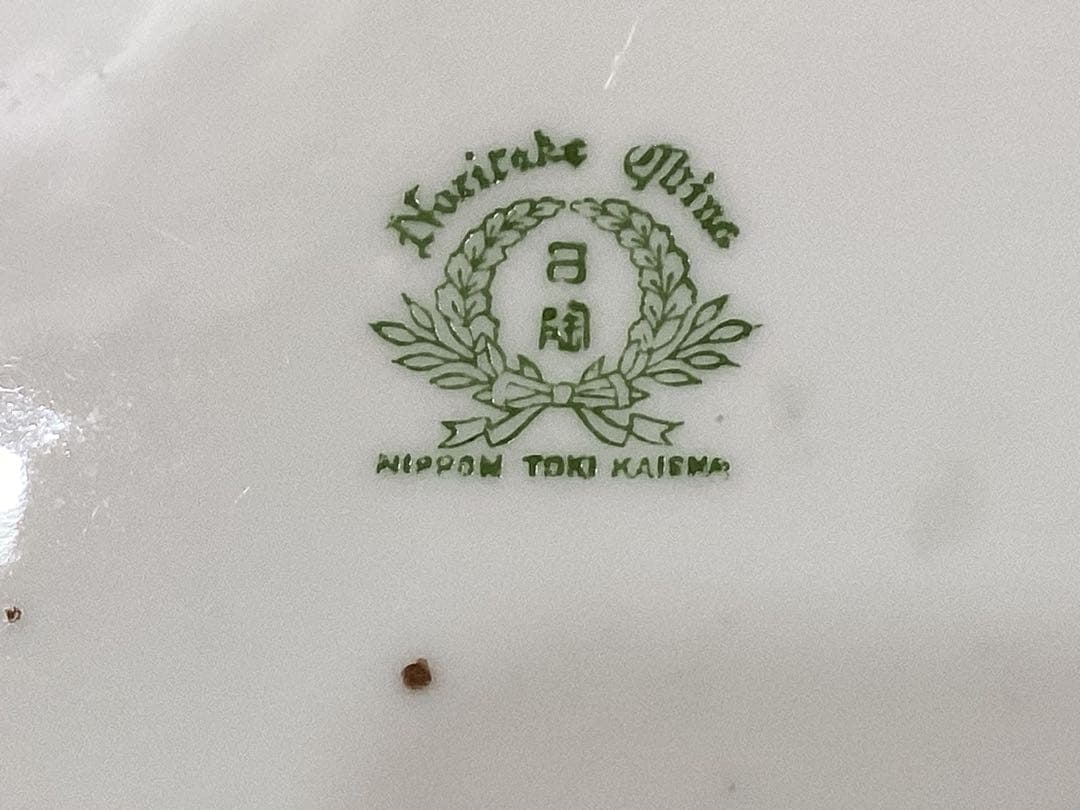 Noritake China
日
陶
NIPPON TOKI KAISHA